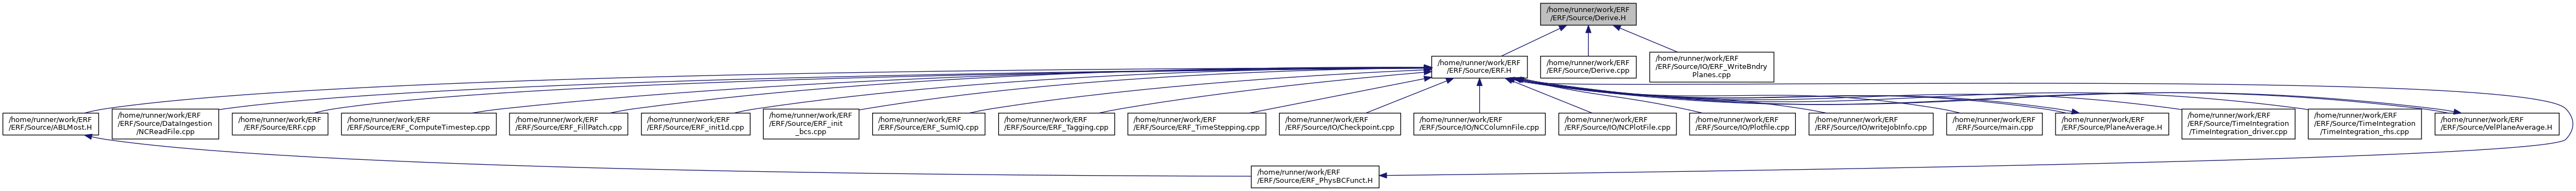 /home/runner/work/ERF
/ERF/Source/Derive.H
/home/runner/work/ERF
/ERF/Source/ERF.H
/home/runner/work/ERF
/ERF/Source/Derive.cpp
/home/runner/work/ERF
/ERF/Source/IO/ERF_WriteBndry
Planes.cpp
/home/runner/work/ERF
/ERF/Source/ABLMost.H
/home/runner/work/ERF
/ERF/Source/DataIngestion
/NCReadFile.cpp
/home/runner/work/ERF
/ERF/Source/ERF.cpp
/home/runner/work/ERF
/ERF/Source/ERF_ComputeTimestep.cpp
/home/runner/work/ERF
/ERF/Source/ERF_FillPatch.cpp
/home/runner/work/ERF
/ERF/Source/ERF_init1d.cpp
/home/runner/work/ERF
/ERF/Source/ERF_init
_bcs.cpp
/home/runner/work/ERF
/ERF/Source/ERF_SumIQ.cpp
/home/runner/work/ERF
/ERF/Source/ERF_Tagging.cpp
/home/runner/work/ERF
/ERF/Source/ERF_TimeStepping.cpp
/home/runner/work/ERF
/ERF/Source/IO/Checkpoint.cpp
/home/runner/work/ERF
/ERF/Source/IO/NCColumnFile.cpp
/home/runner/work/ERF
/ERF/Source/IO/NCPlotFile.cpp
/home/runner/work/ERF
/ERF/Source/IO/Plotfile.cpp
/home/runner/work/ERF
/ERF/Source/IO/writeJobInfo.cpp
/home/runner/work/ERF
/ERF/Source/main.cpp
/home/runner/work/ERF
/ERF/Source/PlaneAverage.H
/home/runner/work/ERF
/ERF/Source/TimeIntegration
/TimeIntegration_driver.cpp
/home/runner/work/ERF
/ERF/Source/TimeIntegration
/TimeIntegration_rhs.cpp
/home/runner/work/ERF
/ERF/Source/VelPlaneAverage.H
/home/runner/work/ERF
/ERF/Source/ERF_PhysBCFunct.H